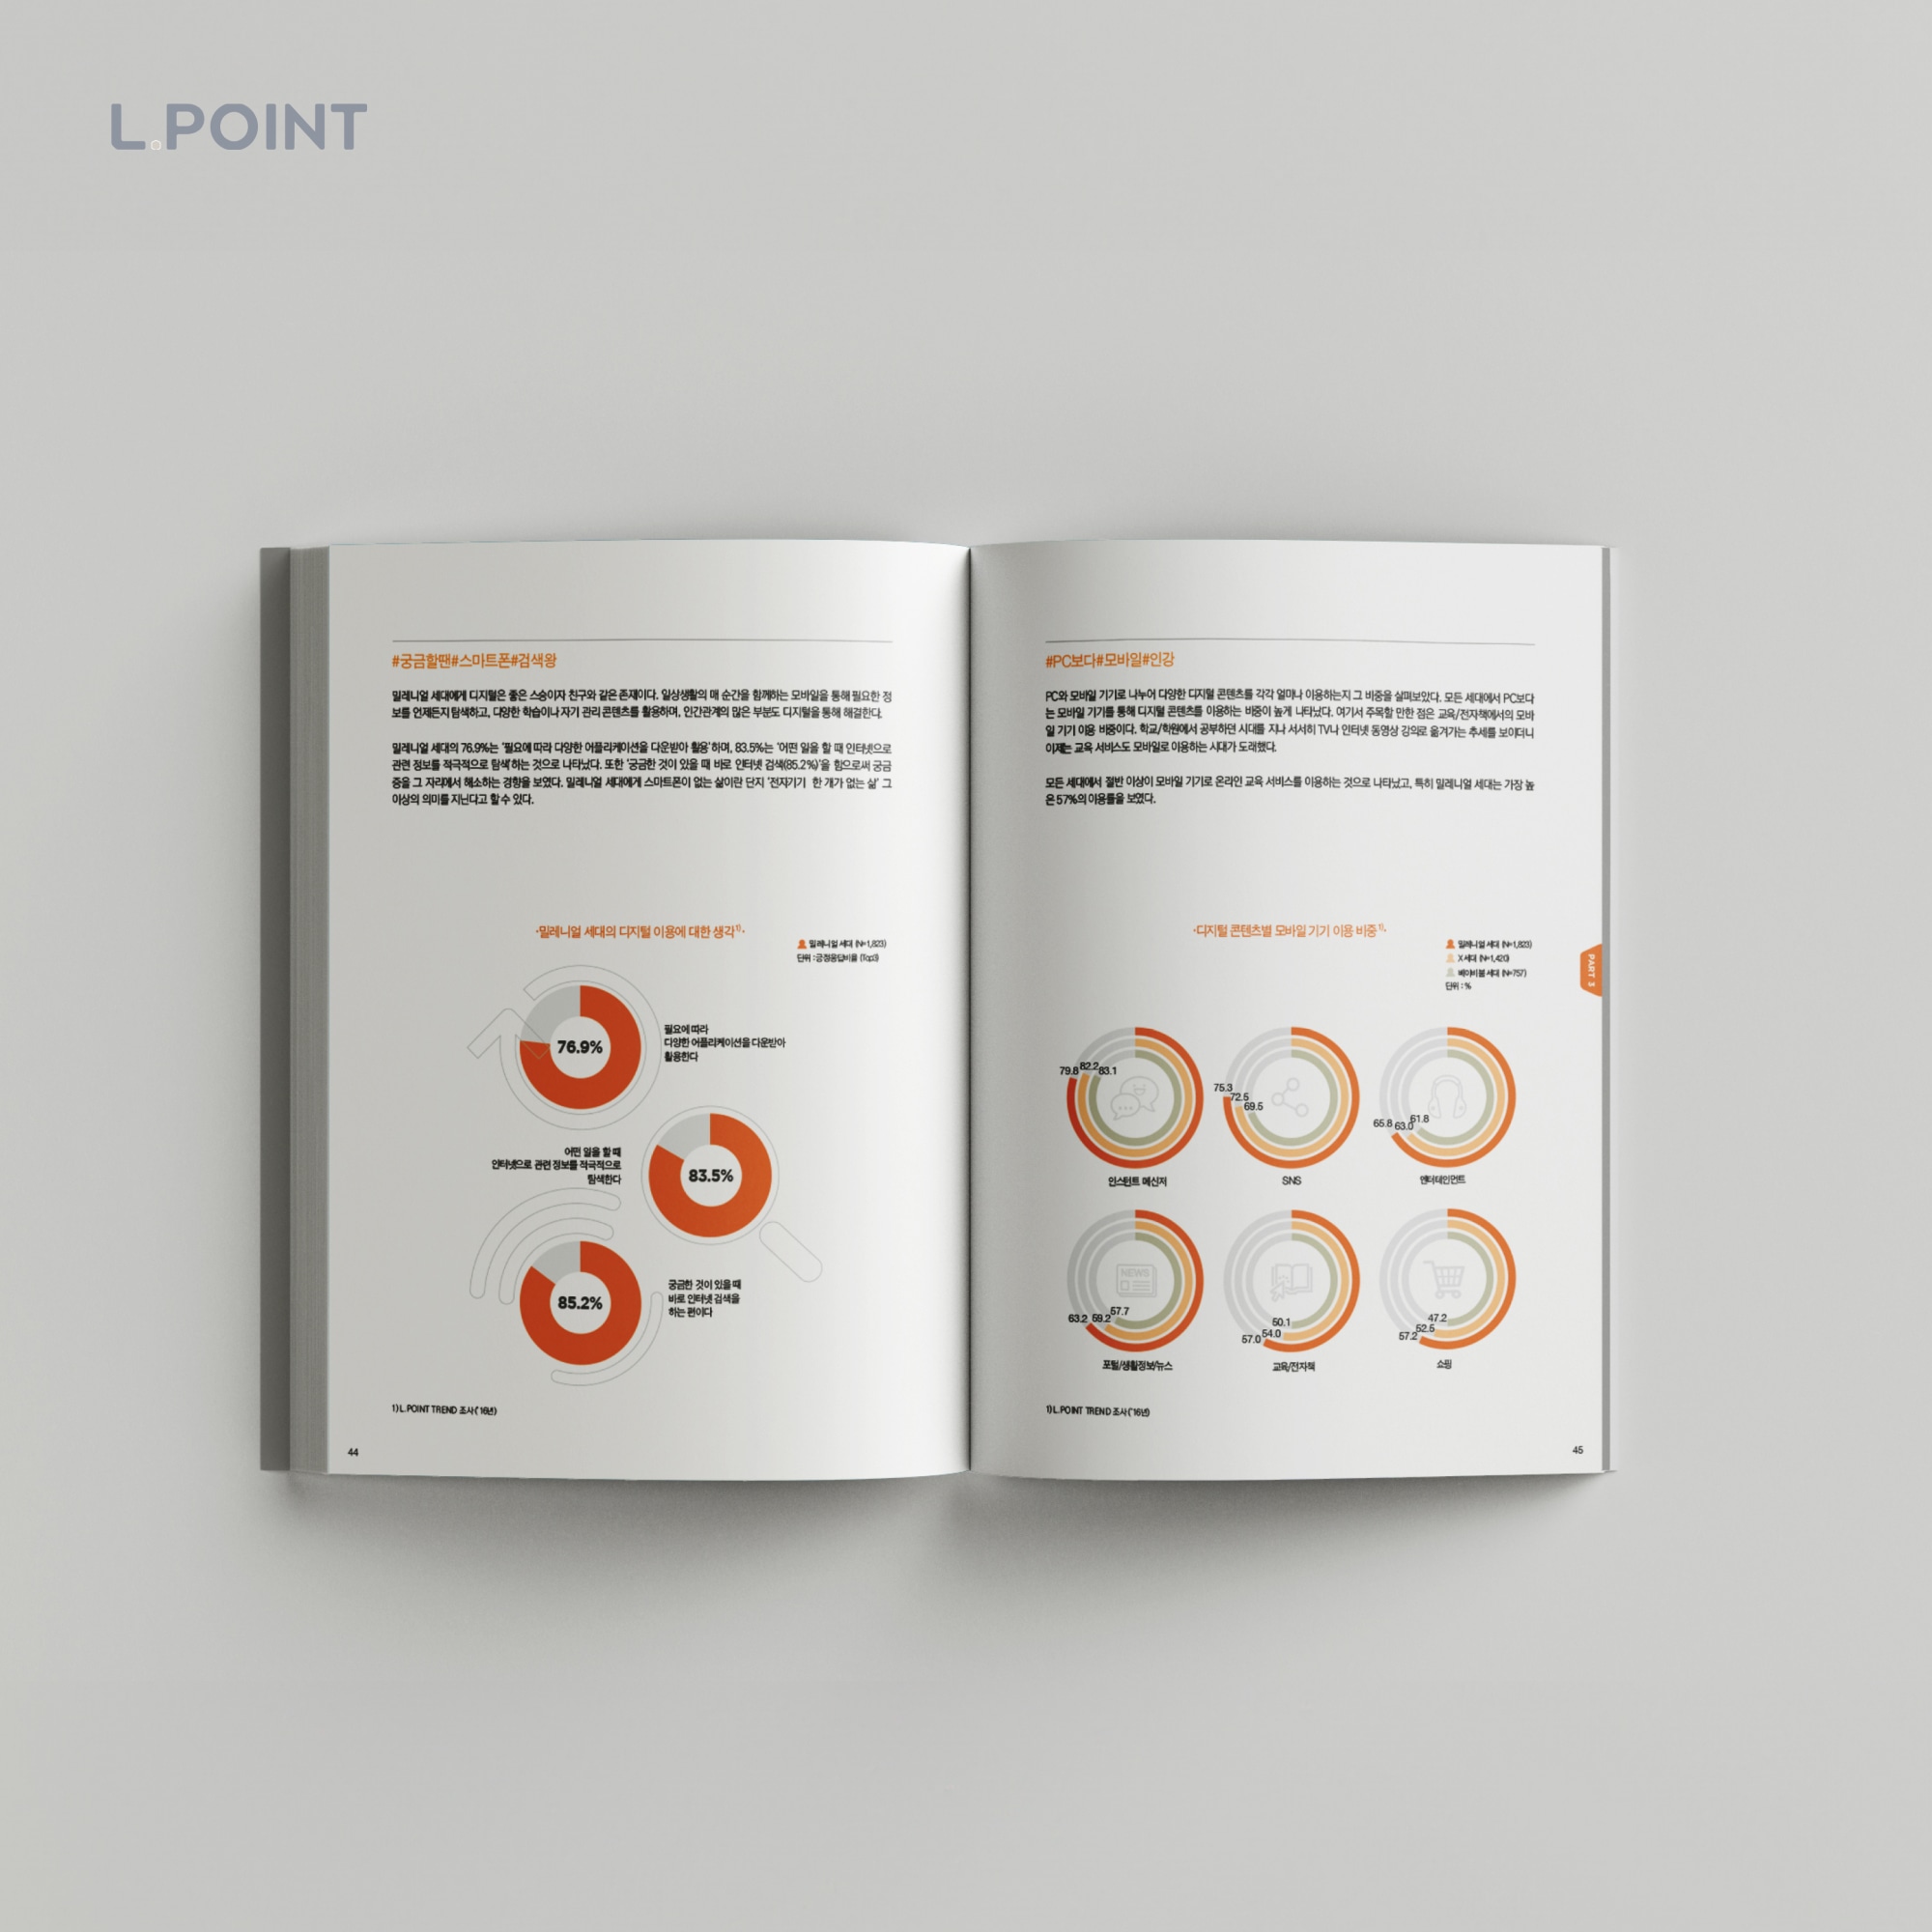 L.POINT
#궁금할땐#스마트폰#검색왕
밀레니얼 세대에게 디지털은 좋은 스승이자 친구와 같은 존재이다. 일상생활의 매 순간을 함께하는 모바일을 통해 필요한 정
보를 언제든지 탐색하고, 다양한 학습이나 자기 관리 콘텐츠를 활용하며, 인간관계의 많은 부분도 디지털을 통해 해결한다.
밀레니얼 세대의 76.9%는 '필요에 따라 다양한 어플리케이션을 다운받아 활용'하며, 83.5%는 '어떤 일을 할 때 인터넷으로
관련 정보를 적극적으로 탐색'하는 것으로 나타났다. 또한 '궁금한 것이 있을 때 바로 인터넷 검색(85.2%)'을 함으로써 궁금
증을 그 자리에서 해소하는 경향을 보였다. 밀레니얼 세대에게 스마트폰이 없는 삶이란 단지 '전자기기 한 개가 없는 삶' 그
이상의 의미를 지닌다고 할 수 있다.
·밀레니얼 세대의 디지털 이용에 대한 생각1)·
밀레니얼 세대 (N=1,823)
단위 : 긍정응답비율 (Top3)
76.9%
필요에 따라
다양한 어플리케이션을 다운받아
활용한다
어떤 일을 할 때
인터넷으로 관련 정보를 적극적으로
탐색한다
83.5%
85.2%
궁금한 것이 있을 때
바로 인터넷 검색을
하는 편이다
1) L.POINT TREND 조사('16년)
44
#PC보다#모바일#인강
PC와 모바일 기기로 나누어 다양한 디지털 콘텐츠를 각각 얼마나 이용하는지 그 비중을 살펴보았다. 모든 세대에서 PC보다
는 모바일 기기를 통해 디지털 콘텐츠를 이용하는 비중이 높게 나타났다. 여기서 주목할 만한 점은 교육/전자책에서의 모바
일 기기 이용 비중이다. 학교/학원에서 공부하던 시대를 지나 서서히 TV나 인터넷 동영상 강의로 옮겨가는 추세를 보이더니
이제는 교육 서비스도 모바일로 이용하는 시대가 도래했다.
모든 세대에서 절반 이상이 모바일 기기로 온라인 교육 서비스를 이용하는 것으로 나타났고, 특히 밀레니얼 세대는 가장 높
은 57%의 이용률을 보였다.
·디지털 콘텐츠별 모바일 기기 이용 비중1)·
밀레니얼 세대 (N=1,823)
X 세대 (N=1,420)
베이비붐 세대 (N=757)
단위 : %
PART 3
79.8 82.2 83.1
인스턴트 메신저
75.3
72.5
69.5
SNS
65.8 63.0 61.8
엔터테인먼트
63.2 59.2 57.7
NEWS
포털/생활정보/뉴스
57.0 54.0 50.1
교육/전자책
57.2 52.5 47.2
쇼핑
1) L.POINT TREND 조사('16년)
45